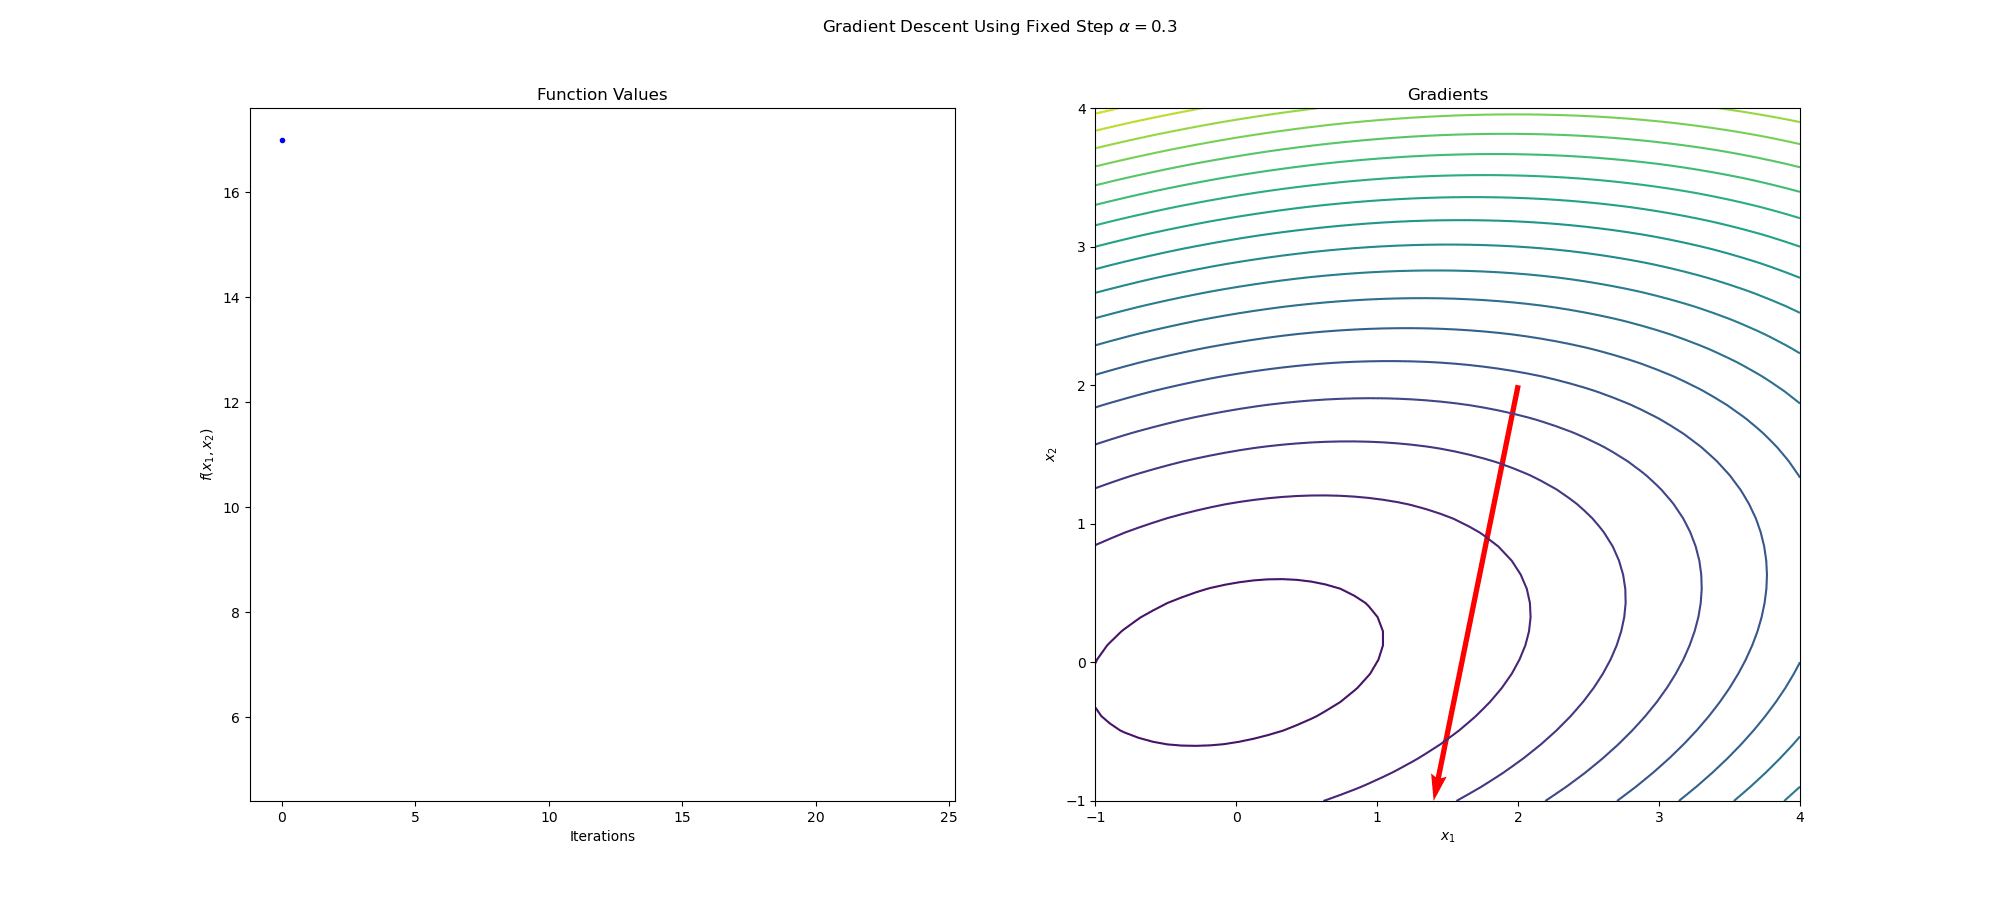 Gradient Descent Using Fixed Step α = 0.3
Function Values
16
14
12
10
8
6
f(x₁, x₂)
0 5 10 15 20 25
Iterations
Gradients
4
3
2
1
0
−1
x₂
−1 0 1 2 3 4
x₁